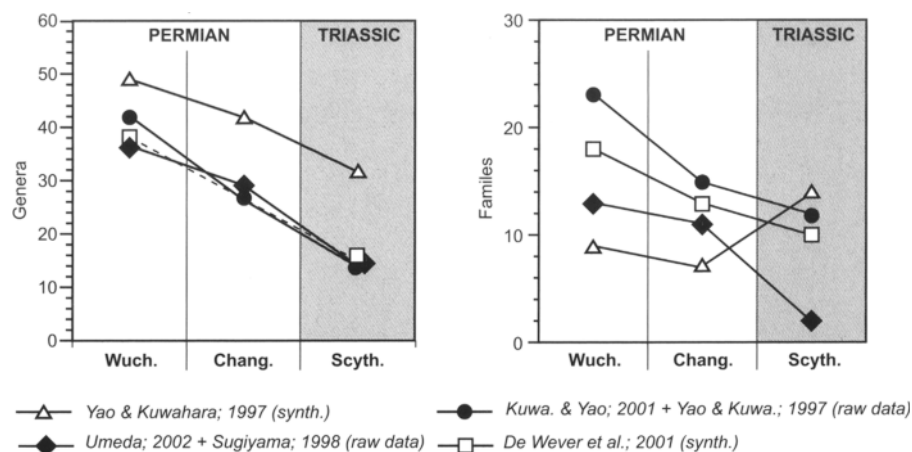 60
50
40
30
20
10
0
Genera
PERMIAN
TRIASSIC
Wuch.
Chang.
Scyth.
30
20
10
0
Familes
PERMIAN
TRIASSIC
Wuch.
Chang.
Scyth.
Yao & Kuwahara; 1997 (synth.)
Kuwa. & Yao; 2001 + Yao & Kuwa.; 1997 (raw data)
Umeda; 2002 + Sugiyama; 1998 (raw data)
De Wever et al.; 2001 (synth.)